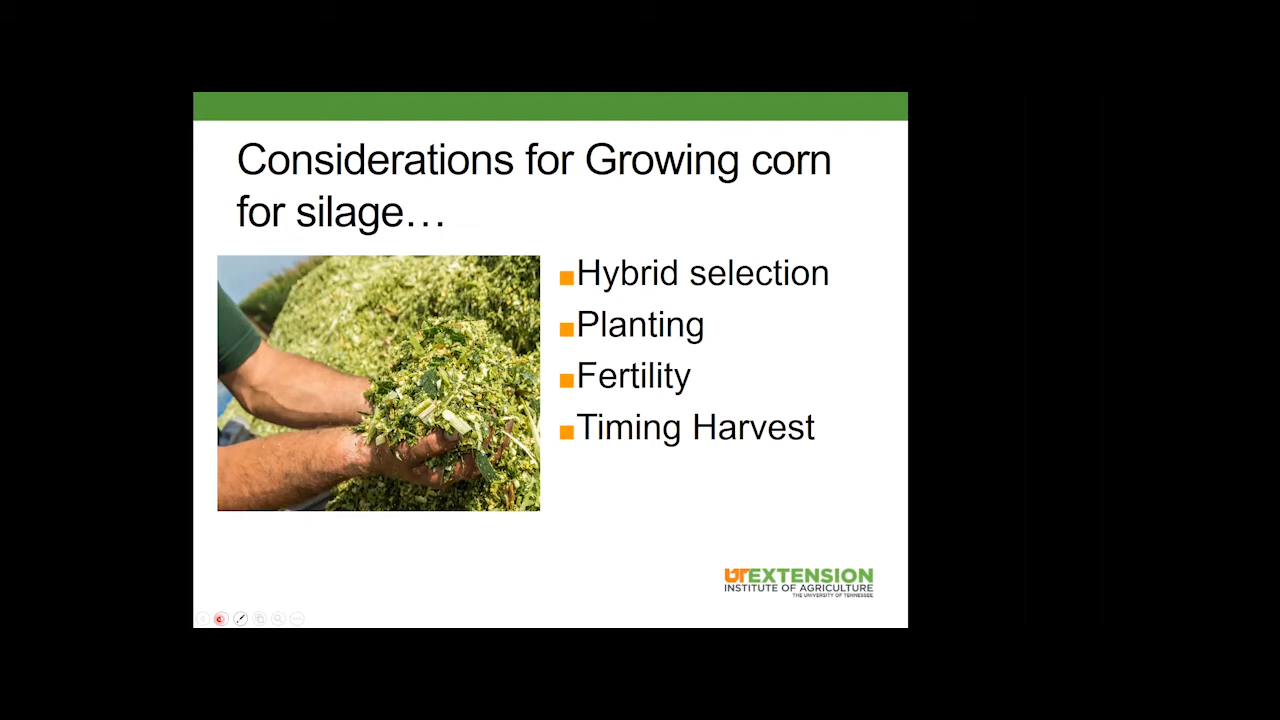 Considerations for Growing corn
for silage…
Hybrid selection
Planting
Fertility
Timing Harvest
UTEXTENSION
INSTITUTE OF AGRICULTURE
THE UNIVERSITY OF TENNESSEE